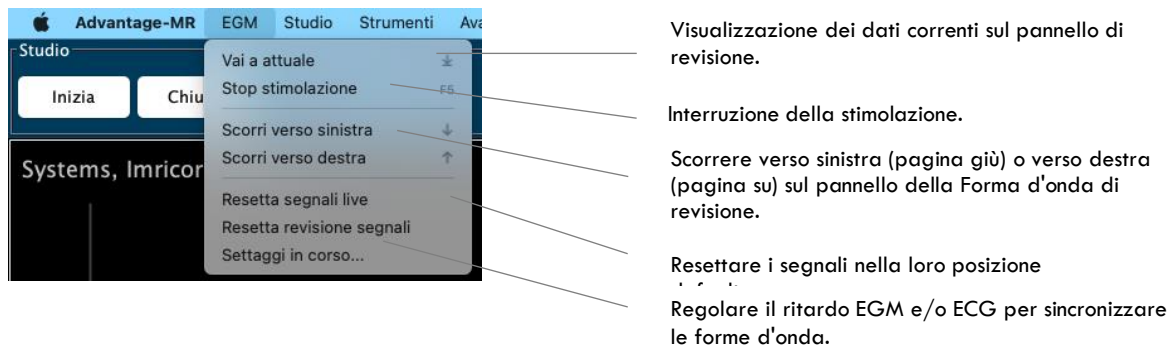 Advantage-MR EGM Studio Strumenti
Studio
Inizia
Vai a attuale
Stop stimolazione F5
Scorri verso sinistra
Scorri verso destra
Systems,
Resetta segnali live
Resetta revisione segnali
Settaggi in corso...
Visualizzazione dei dati correnti sul pannello di
revisione.
Interruzione della stimolazione.
Scorrere verso sinistra (pagina giù) o verso destra
(pagina su) sul pannello della Forma d'onda di
revisione.
Resettare i segnali nella loro posizione
Regolare il ritardo EGM e/o ECG per sincronizzare
le forme d'onda.